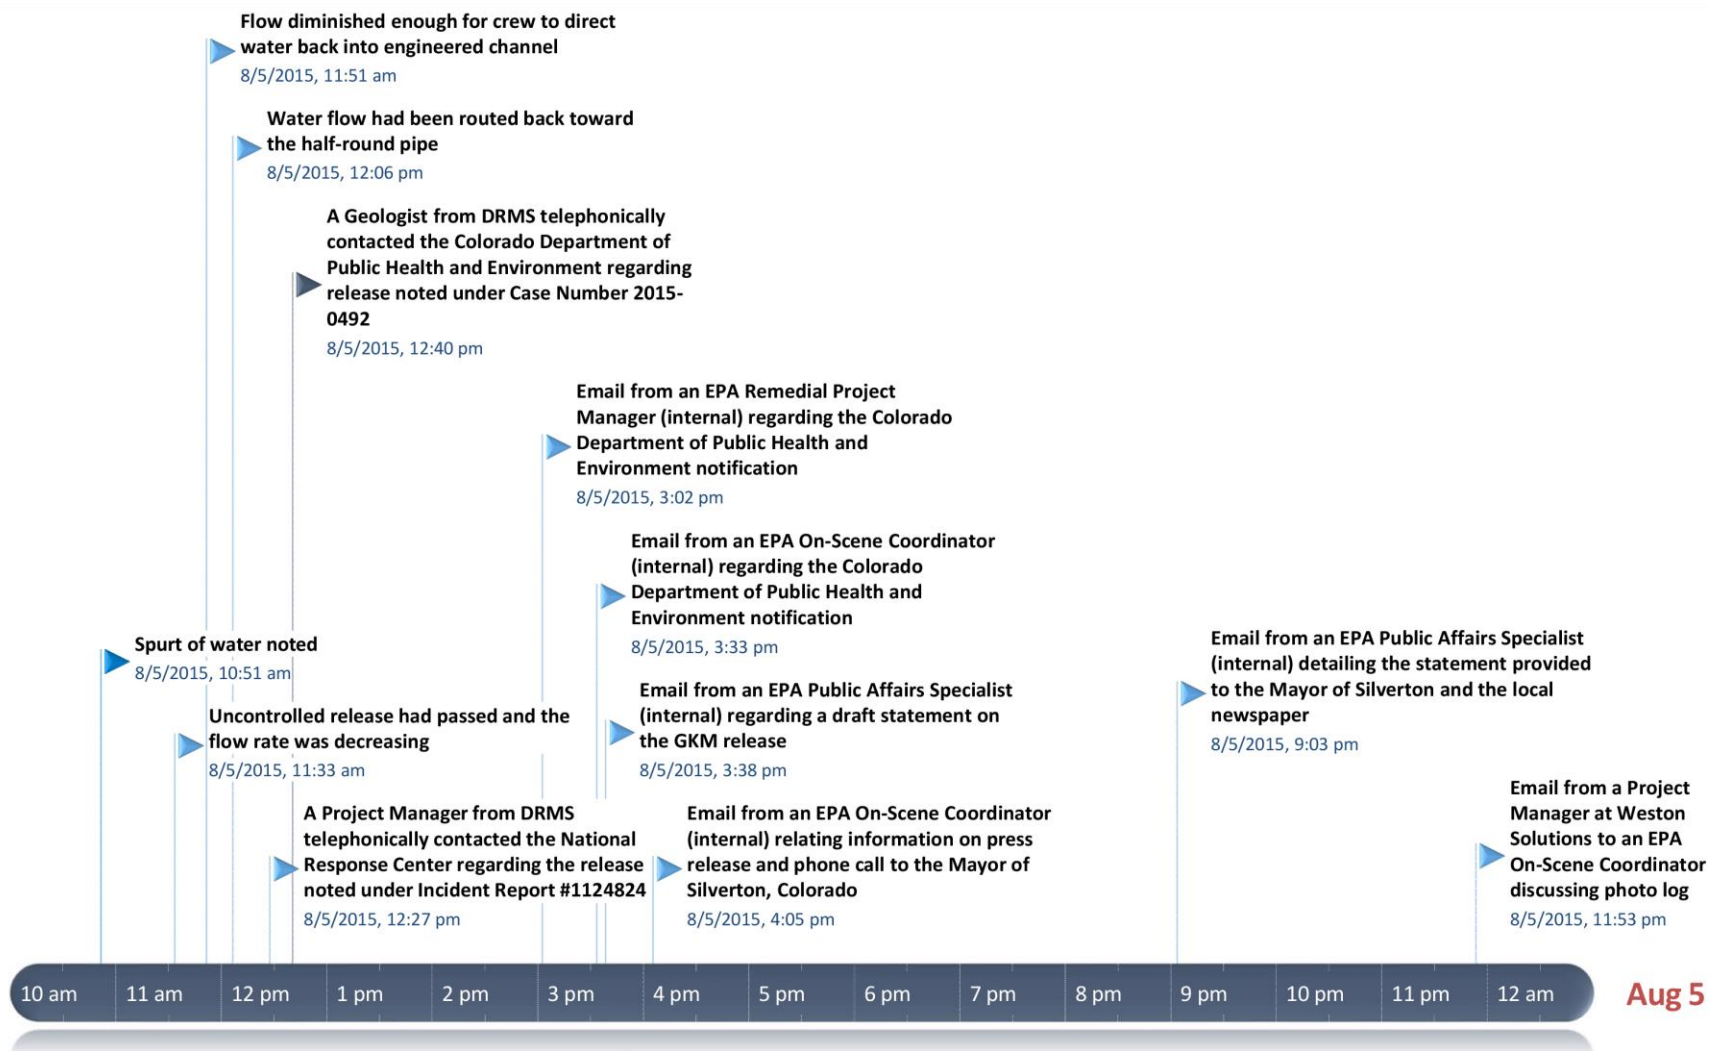 Flow diminished enough for crew to direct
water back into engineered channel
8/5/2015, 11:51 am
Water flow had been routed back toward
the half-round pipe
8/5/2015, 12:06 pm
A Geologist from DRMS telephonically
contacted the Colorado Department of
Public Health and Environment regarding
release noted under Case Number 2015-
0492
8/5/2015, 12:40 pm
Email from an EPA Remedial Project
Manager (internal) regarding the Colorado
Department of Public Health and
Environment notification
8/5/2015, 3:02 pm
Email from an EPA On-Scene Coordinator
(internal) regarding the Colorado
Department of Public Health and
Environment notification
8/5/2015, 3:33 pm
Spurt of water noted
8/5/2015, 10:51 am
Email from an EPA Public Affairs Specialist
(internal) detailing the statement provided
to the Mayor of Silverton and the local
newspaper
8/5/2015, 9:03 pm
Email from an EPA Public Affairs Specialist
(internal) regarding a draft statement on
the GKM release
8/5/2015, 3:38 pm
Uncontrolled release had passed and the
flow rate was decreasing
8/5/2015, 11:33 am
A Project Manager from DRMS
telephonically contacted the National
Response Center regarding the release
noted under Incident Report #1124824
8/5/2015, 12:27 pm
Email from an EPA On-Scene Coordinator
(internal) relating information on press
release and phone call to the Mayor of
Silverton, Colorado
8/5/2015, 4:05 pm
Email from a Project
Manager at Weston
Solutions to an EPA
On-Scene Coordinator
discussing photo log
8/5/2015, 11:53 pm
10 am 11 am 12 pm 1 pm 2 pm 3 pm 4 pm 5 pm 6 pm 7 pm 8 pm 9 pm 10 pm 11 pm 12 am Aug 5